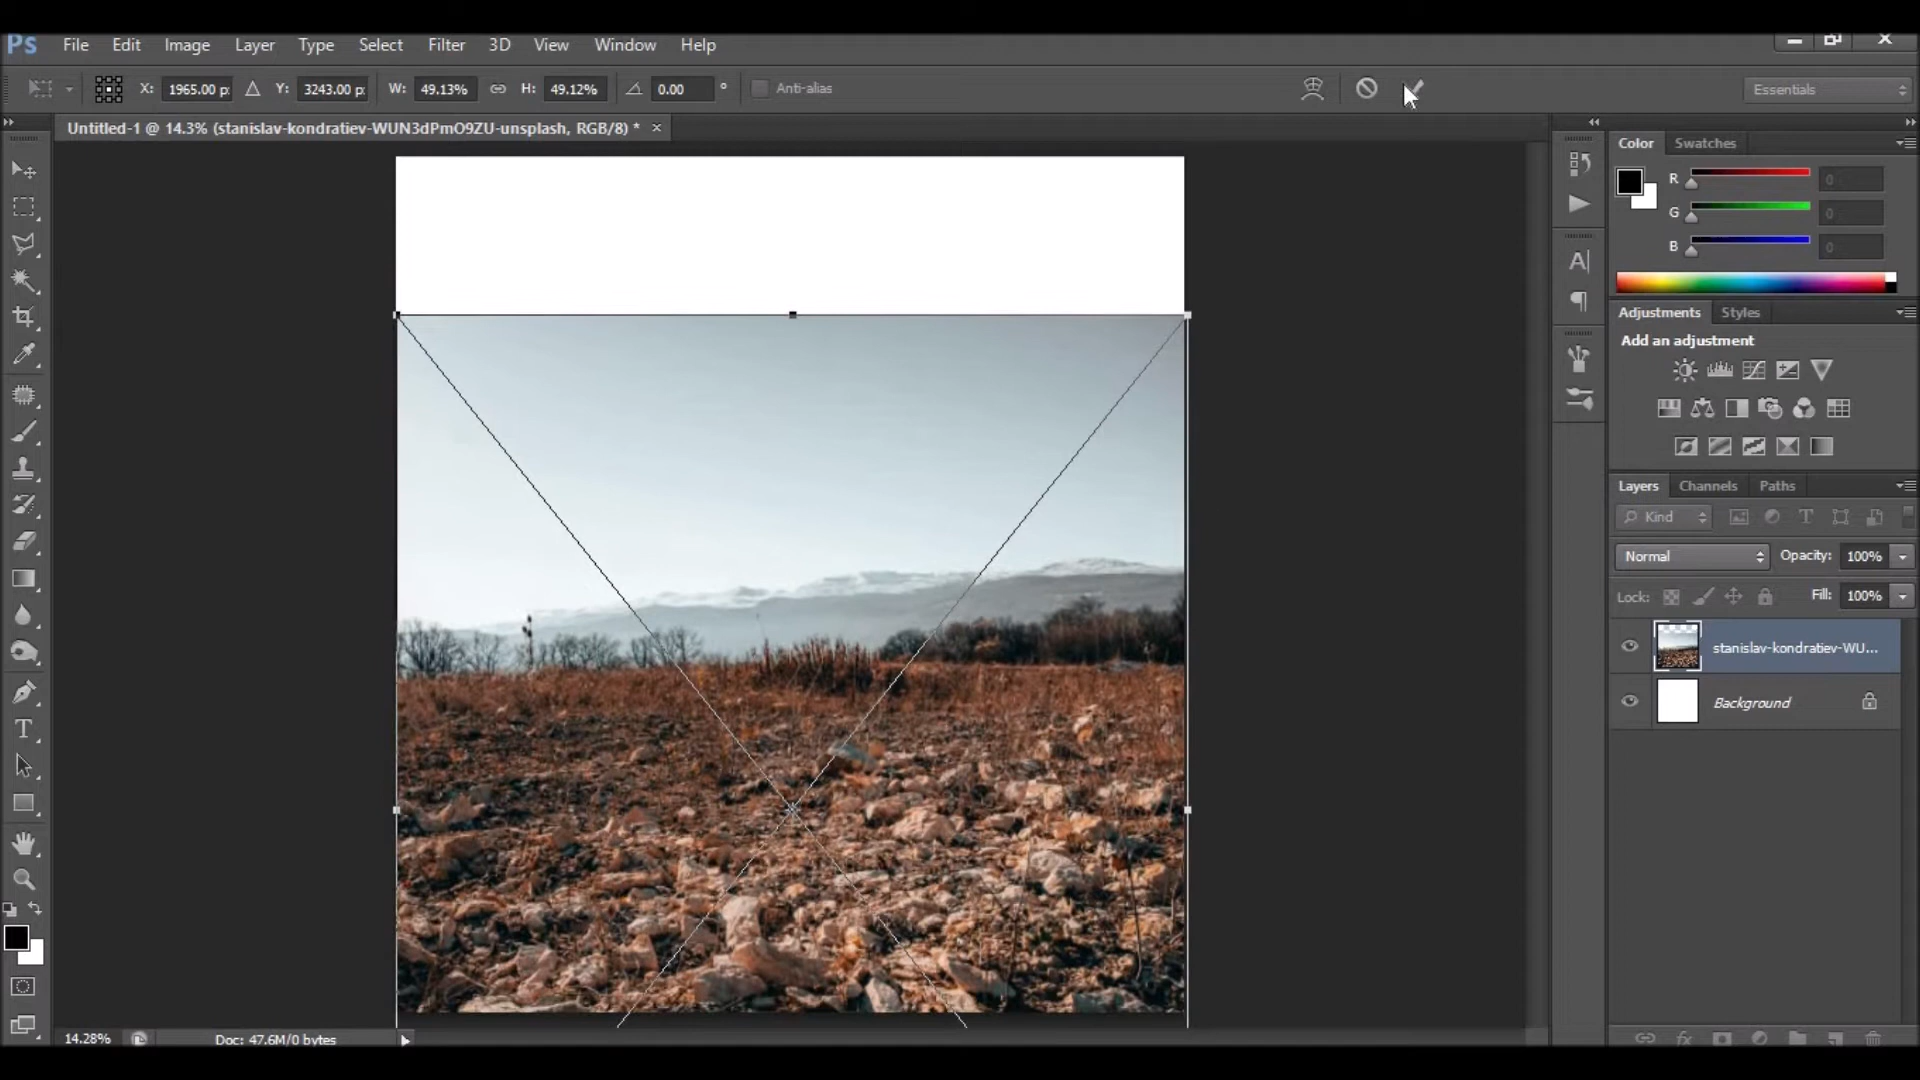 Ps File Edit Image Layer Type Select Filter 3D View Window Help
X: 1965.00 p: Y: 3243.00 p: W: 49.13% H: 49.12% 0.00 ° Anti-alias Essentials
Untitled-1 @ 14.3% (stanislav-kondratiev-WUN3dPmO9ZU-unsplash, RGB/8) * ×
Color Swatches
R 0
G 0
B 0
Adjustments Styles
Add an adjustment
Layers Channels Paths
Kind
Normal Opacity: 100%
Lock: Fill: 100%
stanislav-kondratiev-WU...
Background
14.28% Doc: 47.6M/0 bytes